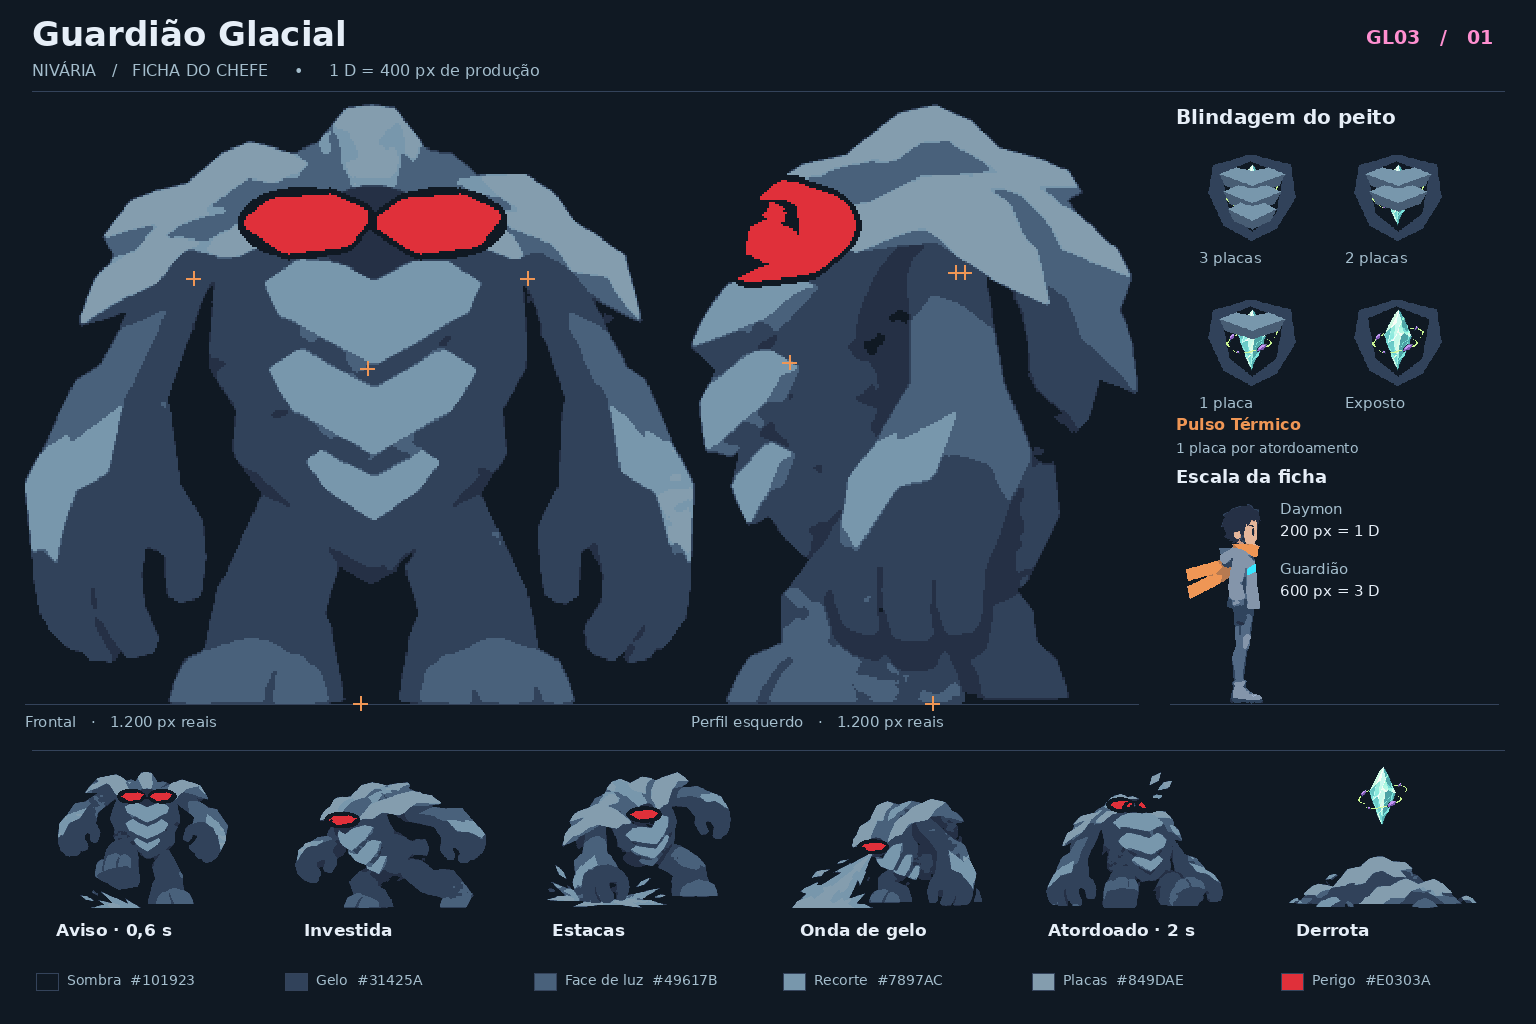 Guardião Glacial
GL03 / 01
NIVÁRIA / FICHA DO CHEFE • 1 D = 400 px de produção
Blindagem do peito
3 placas
2 placas
1 placa
Exposto
Pulso Térmico
1 placa por atordoamento
Escala da ficha
Daymon
200 px = 1 D
Guardião
600 px = 3 D
Frontal · 1.200 px reais
Perfil esquerdo · 1.200 px reais
Aviso · 0,6 s
Investida
Estacas
Onda de gelo
Atordoado · 2 s
Derrota
Sombra #101923
Gelo #31425A
Face de luz #49617B
Recorte #7897AC
Placas #849DAE
Perigo #E0303A